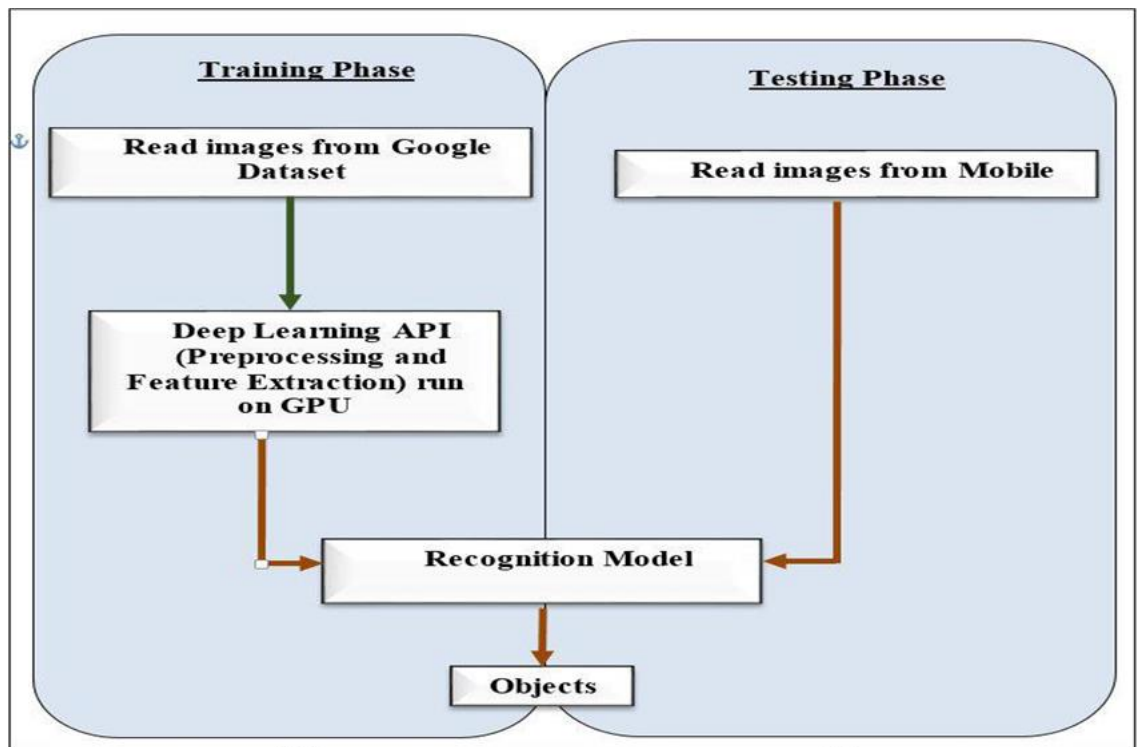 Training Phase
Read images from Google
Dataset
Deep Learning API
(Preprocessing and
Feature Extraction) run
on GPU
Testing Phase
Read images from Mobile
Recognition Model
Objects